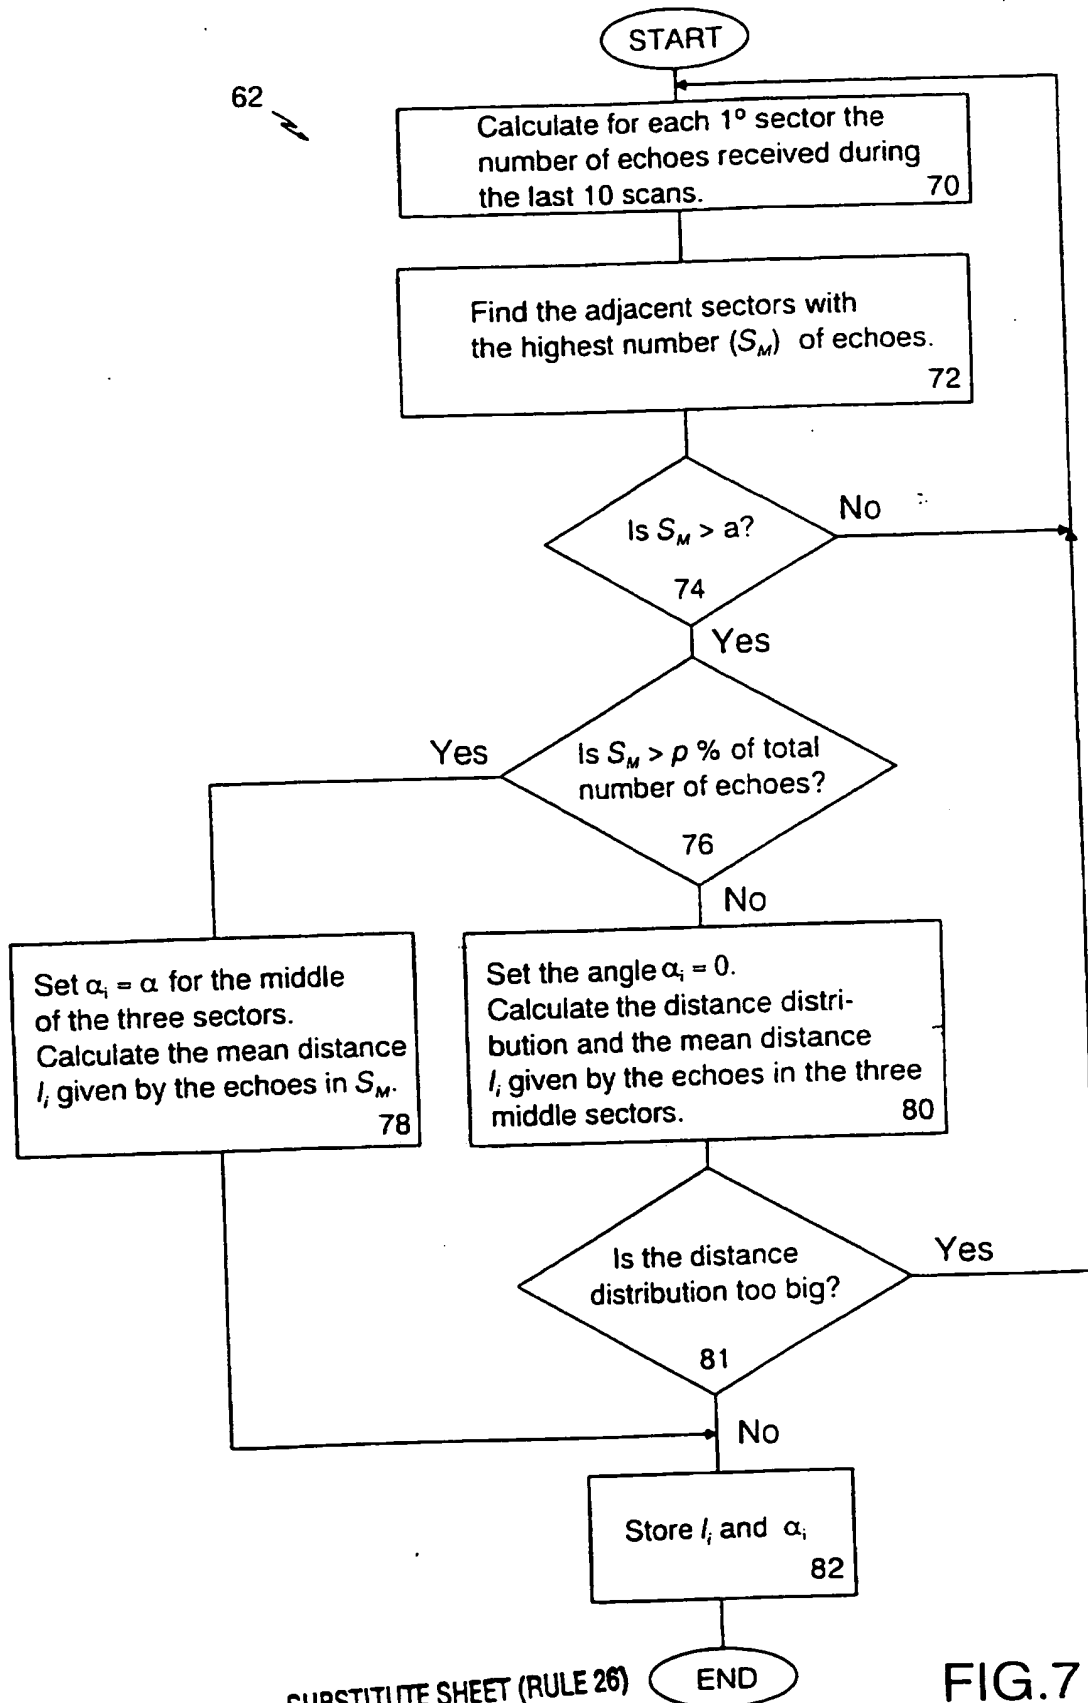 START
62
Calculate for each 1° sector the
number of echoes received during
the last 10 scans.
70
Find the adjacent sectors with
the highest number (S_M) of echoes.
72
Is S_M > a?
No
74
Yes
Is S_M > p % of total
number of echoes?
Yes
76
No
Set α_i = α for the middle
of the three sectors.
Calculate the mean distance
l_i given by the echoes in S_M.
78
Set the angle α_i = 0.
Calculate the distance distri-
bution and the mean distance
l_i given by the echoes in the three
middle sectors.
80
Is the distance
distribution too big?
Yes
81
No
Store l_i and α_i
82
END
SUBSTITUTE SHEET (RULE 26)
FIG.7